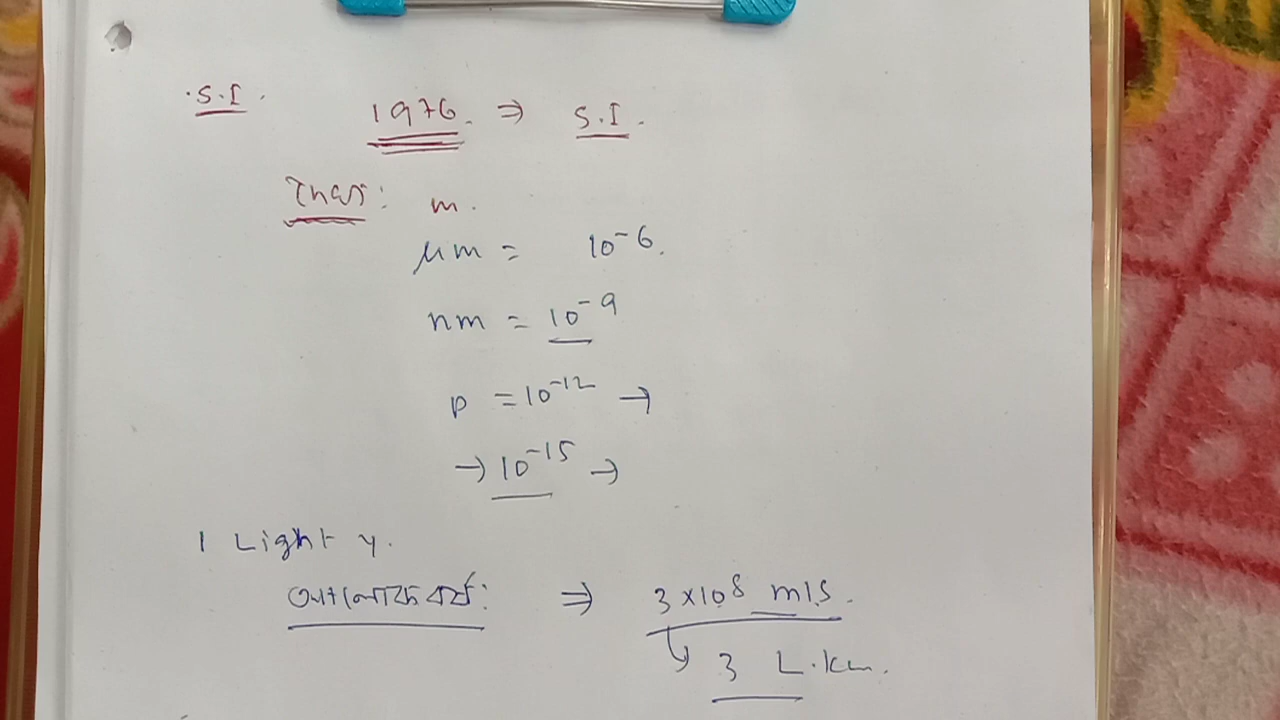 S.I.
1976. ⇒ S.I.
m.
μm = 10⁻⁶.
nm = 10⁻⁹
p = 10⁻¹² →
→ 10⁻¹⁵ →
1 Light y.
আলোকবর্ষ: ⇒ 3×10⁸ m/s.
3 L.km.